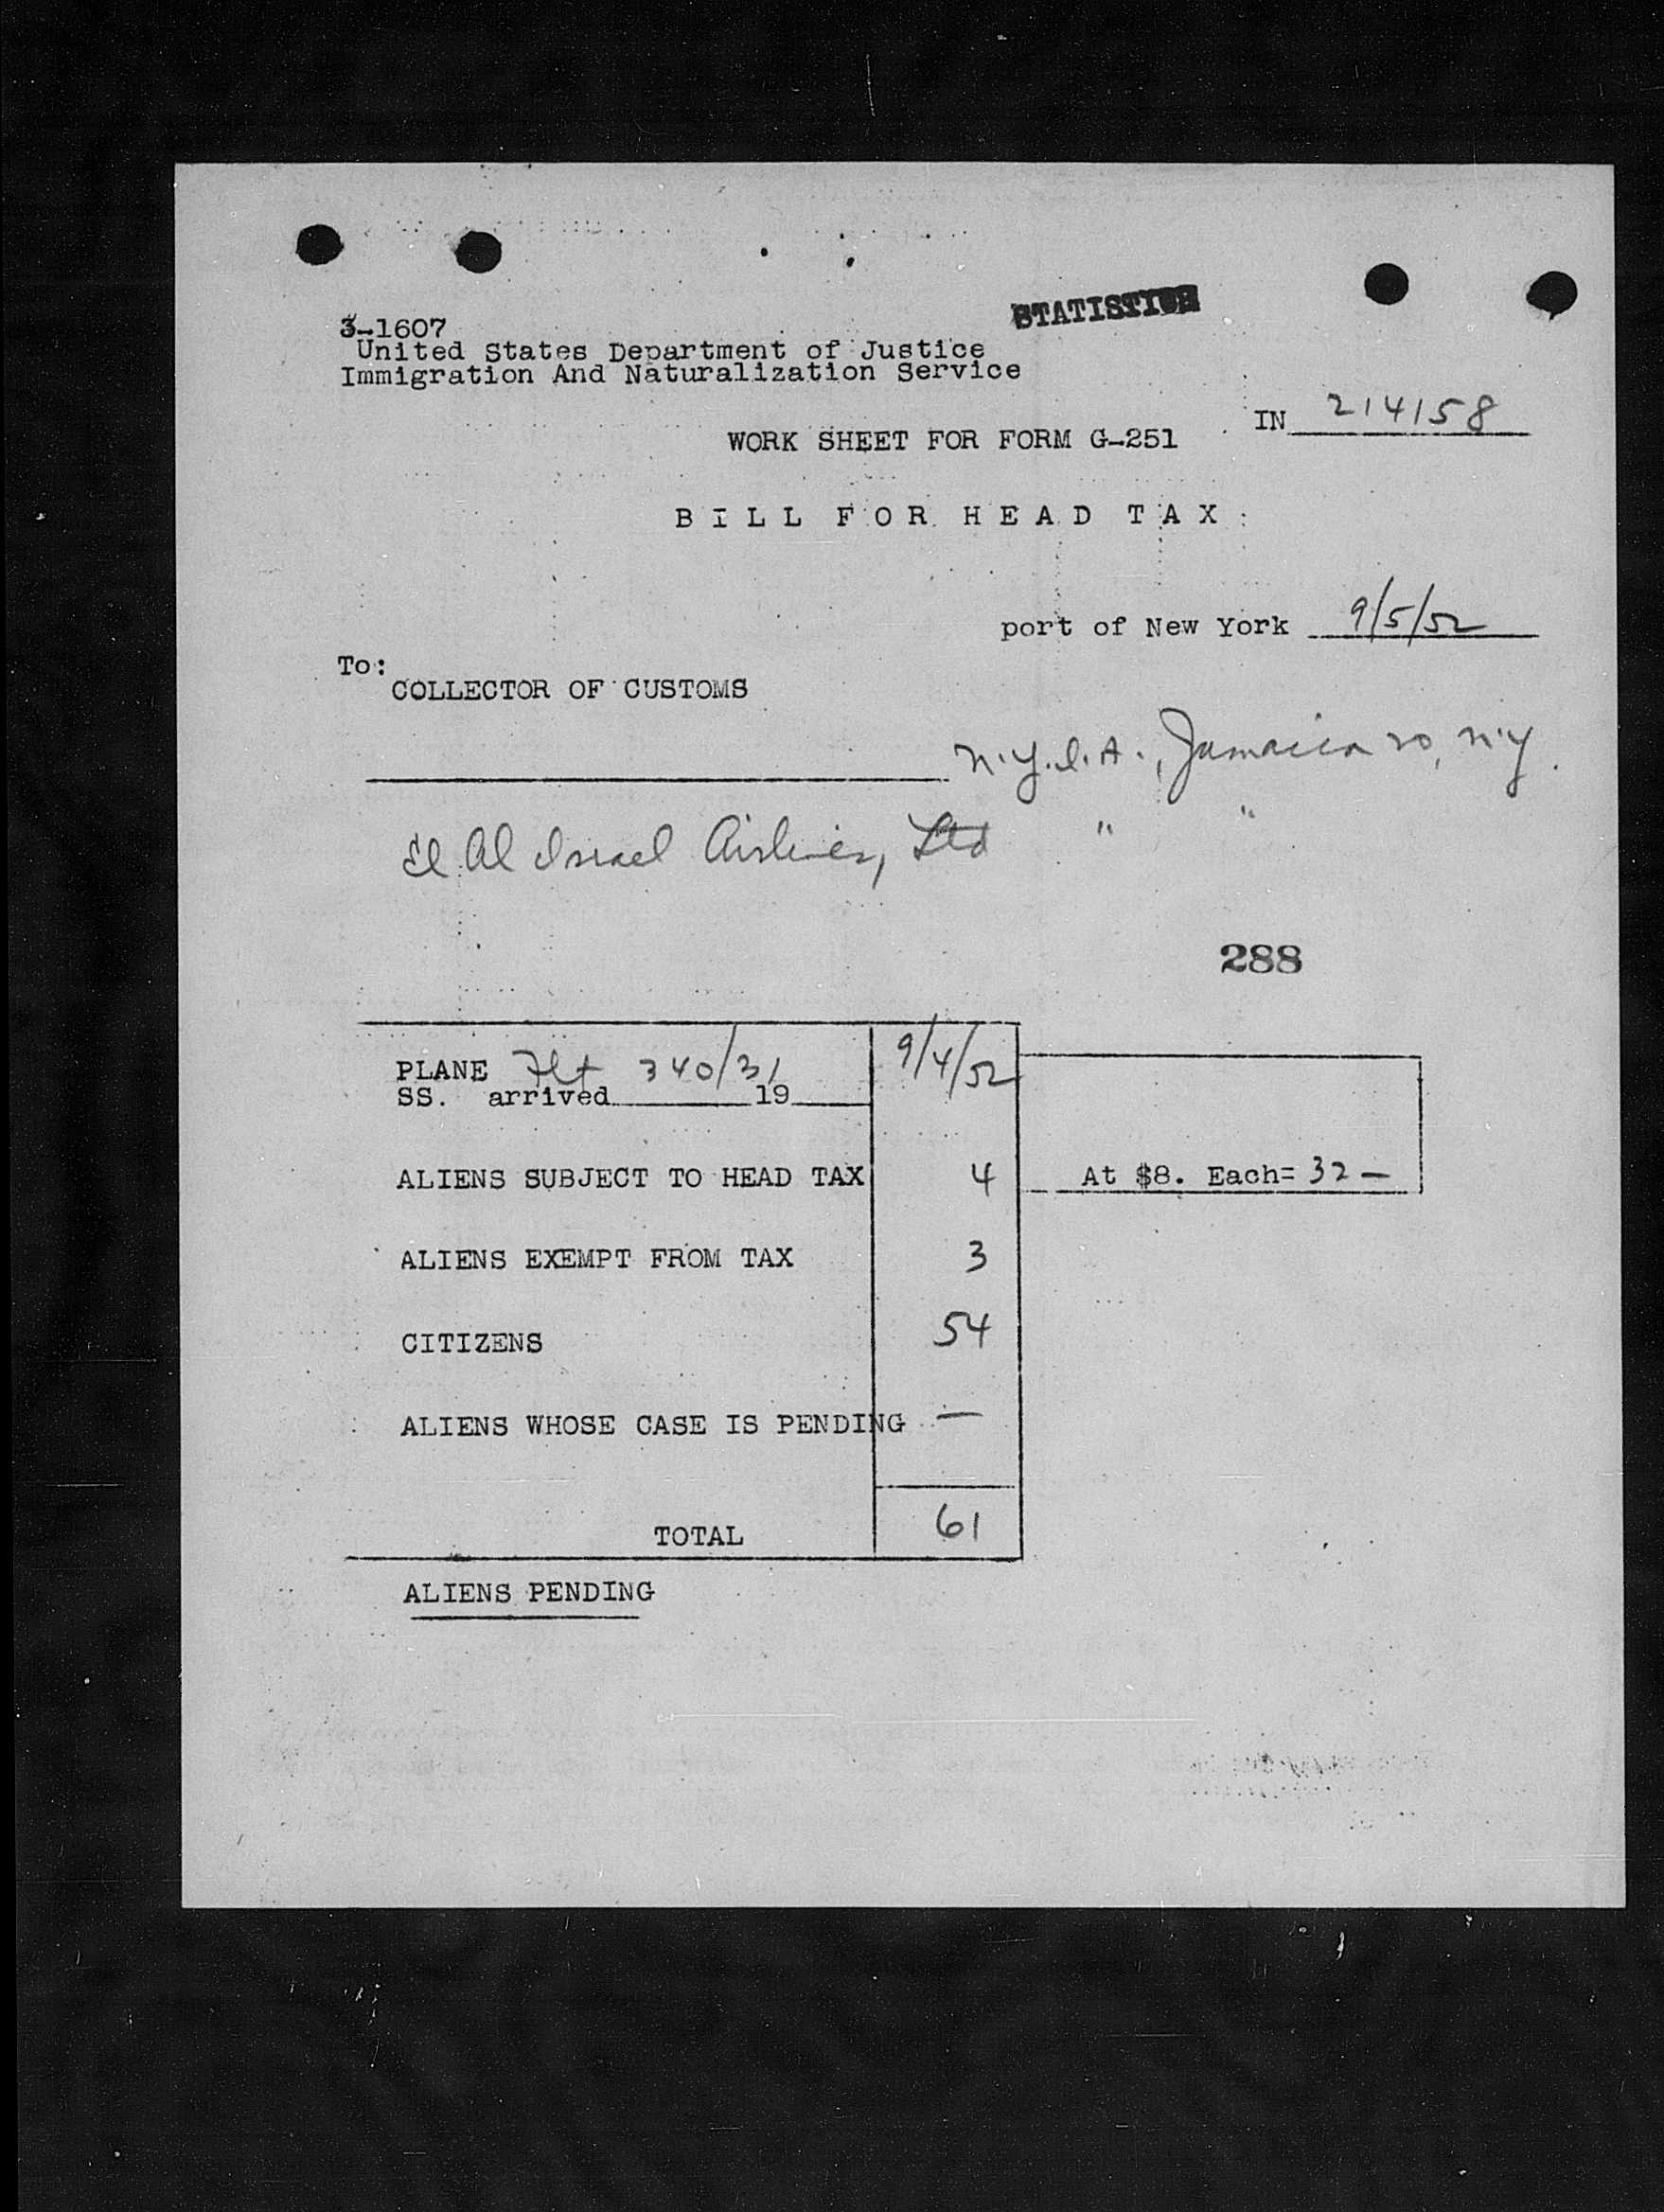 STATISTICS
3-1607
United States Department of Justice
Immigration And Naturalization Service
IN 214158
WORK SHEET FOR FORM G-251
BILL FOR HEAD TAX
port of New York 9/5/52
To:
COLLECTOR OF CUSTOMS
N.Y.I.A., Jamaica 20, N.Y.
El Al Israel Airlines, Ltd " "
288
PLANE Flt 340/31 9/4/52
SS. arrived 19
ALIENS SUBJECT TO HEAD TAX 4 At $8. Each= 32 —
ALIENS EXEMPT FROM TAX 3
CITIZENS 54
ALIENS WHOSE CASE IS PENDING —
TOTAL 61
ALIENS PENDING